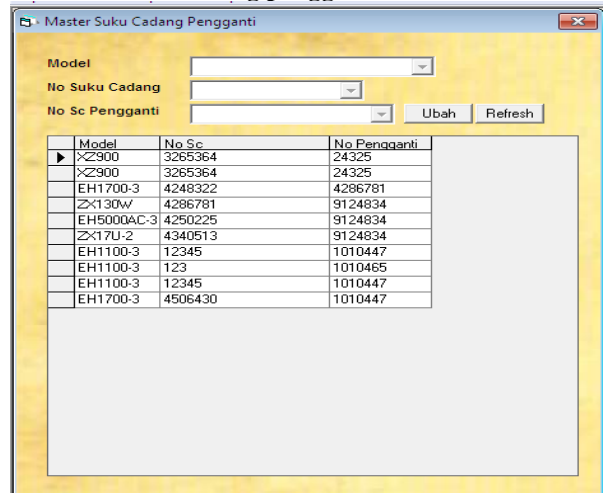 Master Suku Cadang Pengganti
Model
No Suku Cadang
No Sc Pengganti Ubah Refresh
Model No Sc No Pengganti
XZ900 3265364 24325
XZ900 3265364 24325
EH1700-3 4248322 4286781
ZX130W 4286781 9124834
EH5000AC-3 4250225 9124834
ZX17U-2 4340513 9124834
EH1100-3 12345 1010447
EH1100-3 123 1010465
EH1100-3 12345 1010447
EH1700-3 4506430 1010447